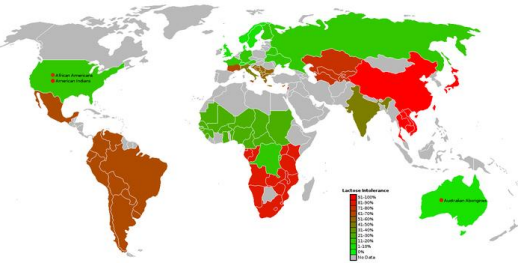 African Americans
American Indians
Australian Aborigines
Lactose Intolerance
91-100%
81-90%
71-80%
61-70%
51-60%
41-50%
31-40%
21-30%
11-20%
1-10%
0%
No Data